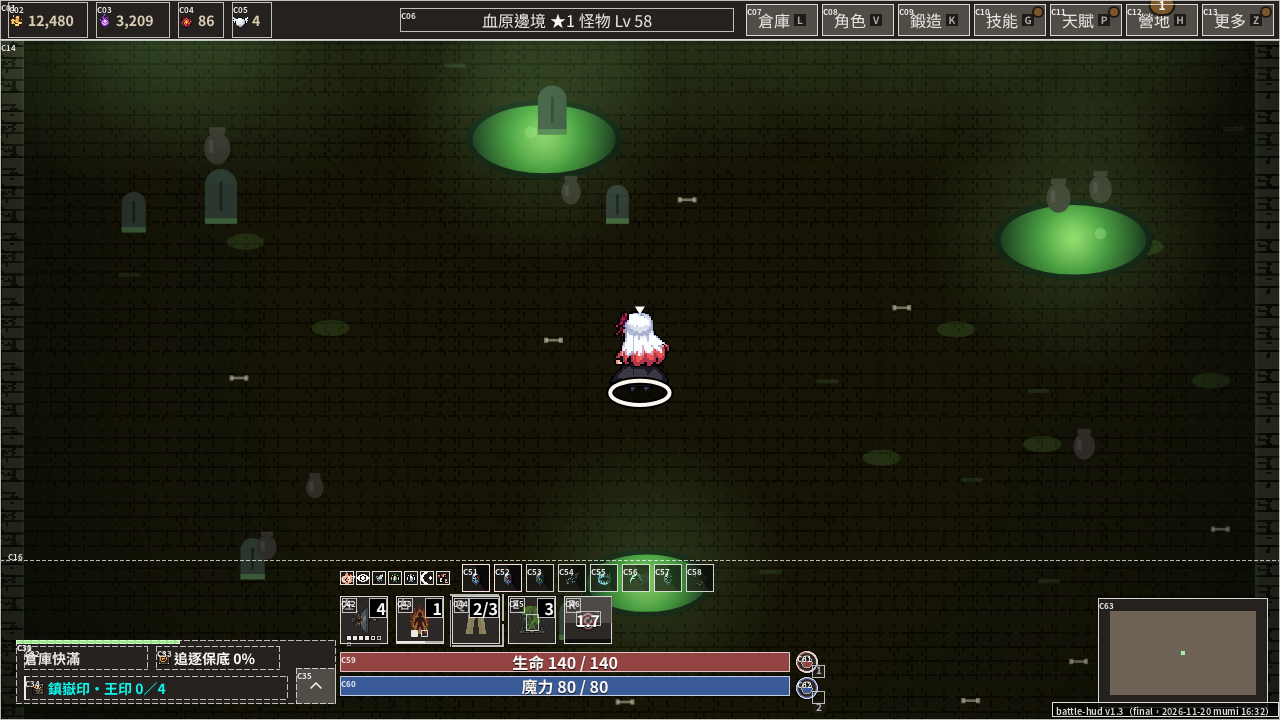 C02 12,480
C03 3,209
C04 86
C05 4
C06 血原邊境 ★1 怪物 Lv 58
C07 倉庫 L
C08 角色 V
C09 鍛造 K
C10 技能 G
C11 天賦 P
C12 營地 H 1
C13 更多 Z
C14
C16
C51 C52 C53 C54 C55 C56 C57 C58
4
1
2/3
3
1.7
倉庫快滿
C33 追逐保底 0%
C34 鎮獄印・王印 0／4
C35
C59 生命 140 / 140
C60 魔力 80 / 80
C61 1
C62 2
C63
battle-hud v1.3 (final，2026-11-20 mumi 16:32)